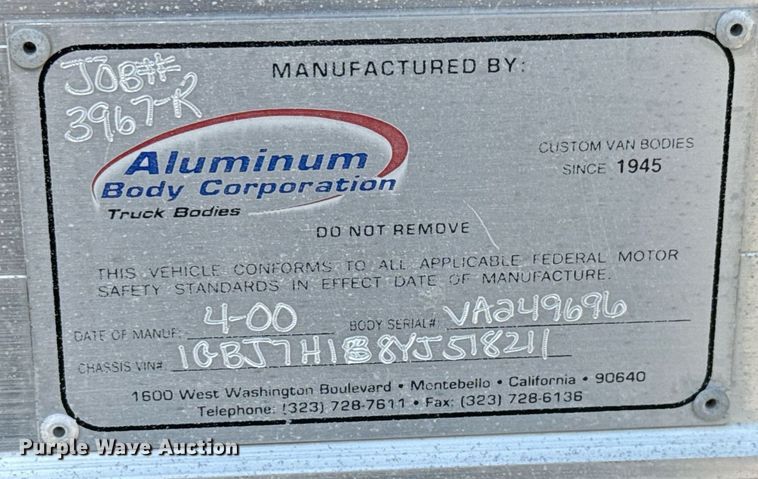 JOB##
3967-R
MANUFACTURED BY:
Aluminum
Body Corporation
Truck Bodies
CUSTOM VAN BODIES
SINCE 1945
DO NOT REMOVE
THIS VEHICLE CONFORMS TO ALL APPLICABLE FEDERAL MOTOR
SAFETY STANDARDS IN EFFECT DATE OF MANUFACTURE.
DATE OF MANUF: 4-00 BODY SERIAL#: VA249696
CHASSIS VIN#: 1GBJ7H1B8YJ518211
1600 West Washington Boulevard • Montebello • California • 90640
Telephone: (323) 728-7611 • Fax: (323) 728-6136
Purple Wave Auction